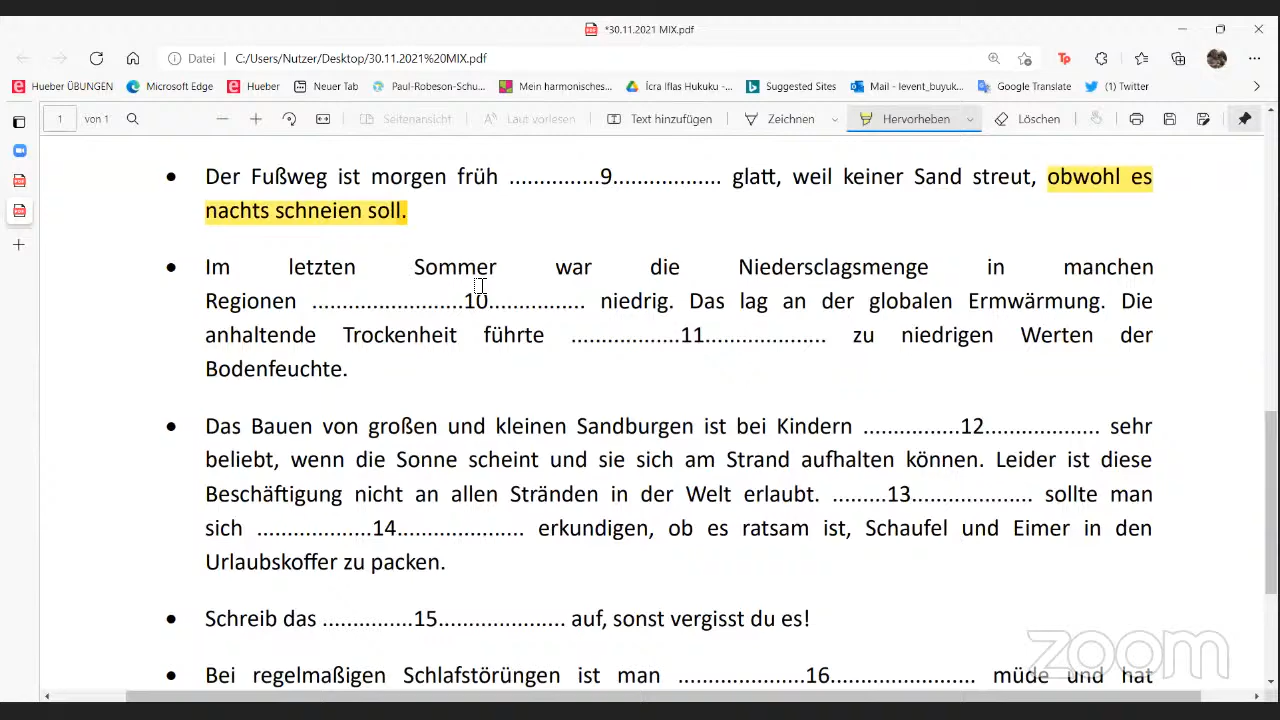 *30.11.2021 MIX.pdf
Datei | C:/Users/Nutzer/Desktop/30.11.2021%20MIX.pdf
Hueber ÜBUNGEN Microsoft Edge Hueber Neuer Tab Paul-Robeson-Schu... Mein harmonisches... İcra Iflas Hukuku -... Suggested Sites Mail - levent_buyuk... Google Translate (1) Twitter
1 von 1 Seitenansicht Laut vorlesen Text hinzufügen Zeichnen Hervorheben Löschen
• Der Fußweg ist morgen früh ...............9.................. glatt, weil keiner Sand streut, obwohl es
nachts schneien soll.
• Im letzten Sommer war die Niedersclagsmenge in manchen
Regionen .........................10................ niedrig. Das lag an der globalen Ermwärmung. Die
anhaltende Trockenheit führte ..................11.................... zu niedrigen Werten der
Bodenfeuchte.
• Das Bauen von großen und kleinen Sandburgen ist bei Kindern ................12................... sehr
beliebt, wenn die Sonne scheint und sie sich am Strand aufhalten können. Leider ist diese
Beschäftigung nicht an allen Stränden in der Welt erlaubt. .........13.................... sollte man
sich ...................14..................... erkundigen, ob es ratsam ist, Schaufel und Eimer in den
Urlaubskoffer zu packen.
• Schreib das ...............15..................... auf, sonst vergisst du es!
• Bei regelmaßigen Schlafstörüngen ist man .....................16........................ müde und hat
zoom